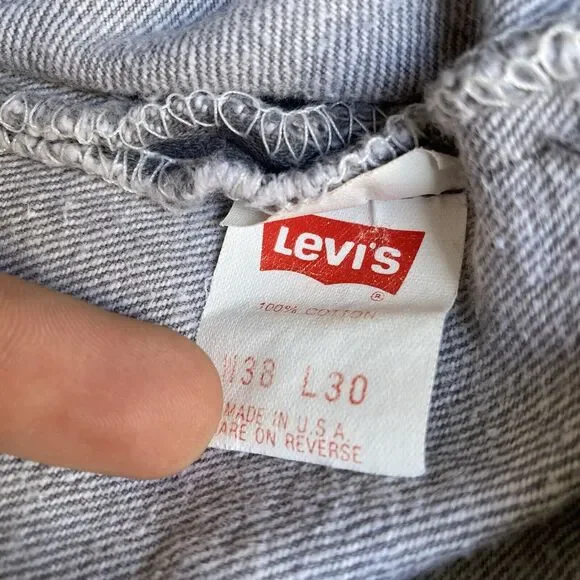 Levi's
®
100% COTTON
W38 L30
MADE IN U.S.A.
ARE ON REVERSE